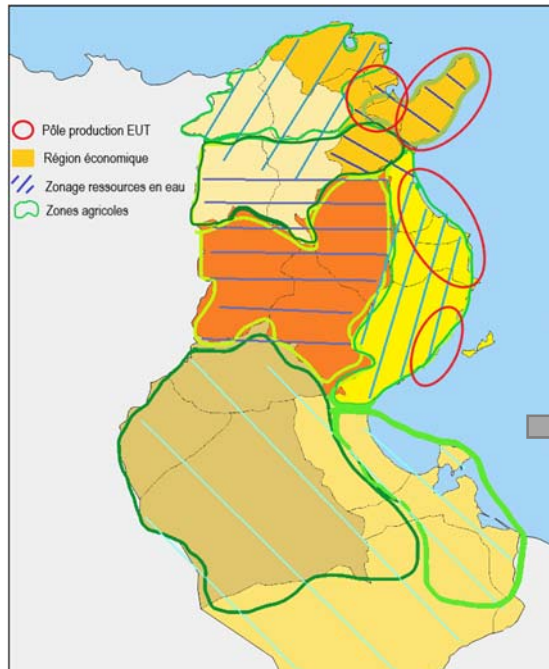 Pôle production EUT
Région économique
Zonage ressources en eau
Zones agricoles